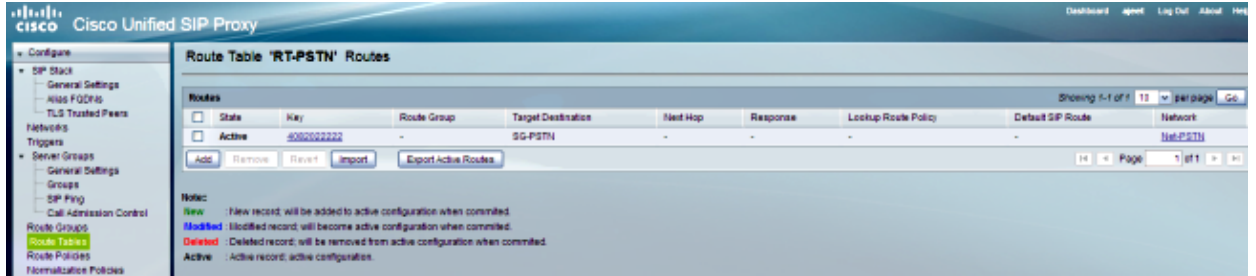 Dashboard ajeet Log Out About Help
cisco Cisco Unified SIP Proxy
Configure
SIP Stack
General Settings
Alias FQDNs
TLS Trusted Peers
Networks
Triggers
Server Groups
General Settings
Groups
SIP Ping
Call Admission Control
Route Groups
Route Tables
Route Policies
Normalization Policies
Route Table 'RT-PSTN' Routes
Routes Showing 1-1 of 1 10 per page Go
State Key Route Group Target Destination Next Hop Response Lookup Route Policy Default SIP Route Network
Active 4082022222 - SG-PSTN - - - - Net-PSTN
Add Remove Revert Import Export Active Routes Page 1 of 1
Notes:
New : New record; will be added to active configuration when commited.
Modified : Modified record; will become active configuration when commited.
Deleted : Deleted record; will be removed from active configuration when commited.
Active : Active record; active configuration.